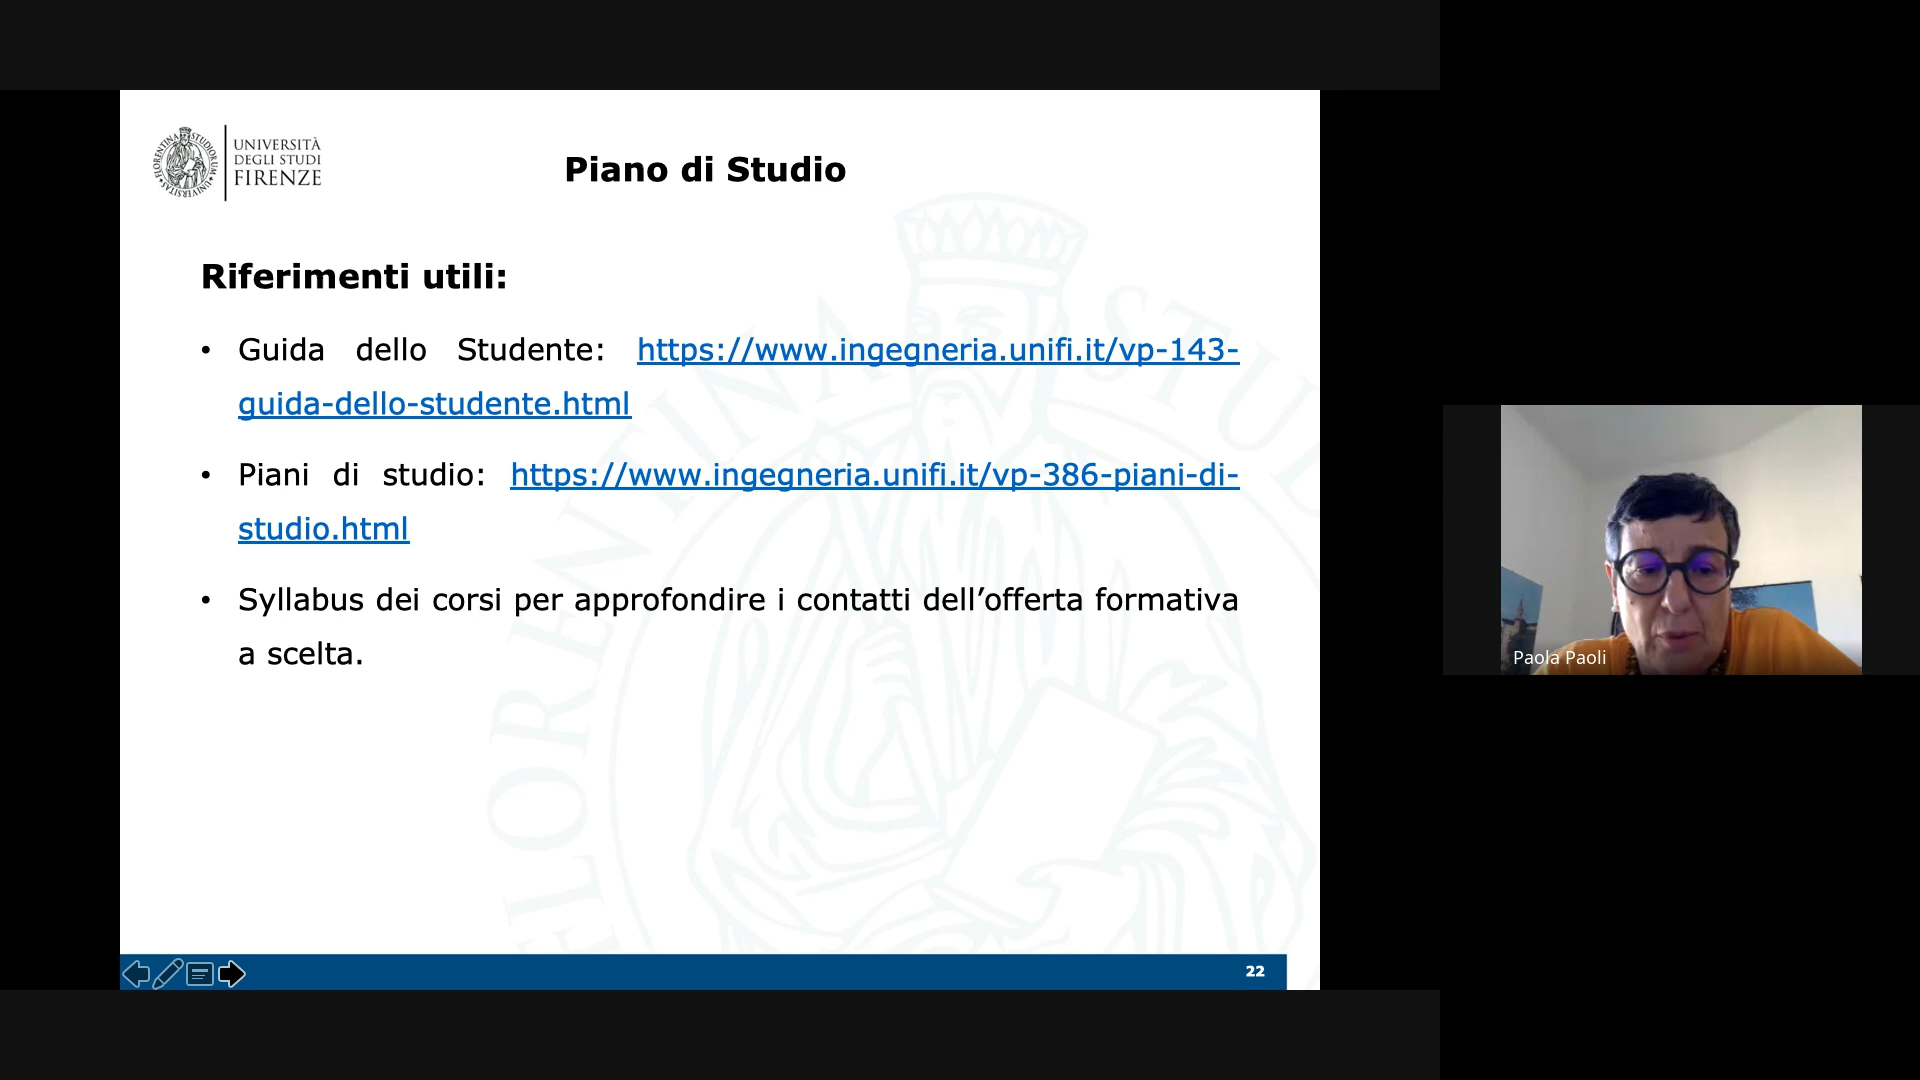 UNIVERSITÀ
DEGLI STUDI
FIRENZE
Piano di Studio
Riferimenti utili:
• Guida dello Studente: https://www.ingegneria.unifi.it/vp-143-
guida-dello-studente.html
• Piani di studio: https://www.ingegneria.unifi.it/vp-386-piani-di-
studio.html
• Syllabus dei corsi per approfondire i contatti dell’offerta formativa
a scelta.
FLORENTINA STUD
22
Paola Paoli